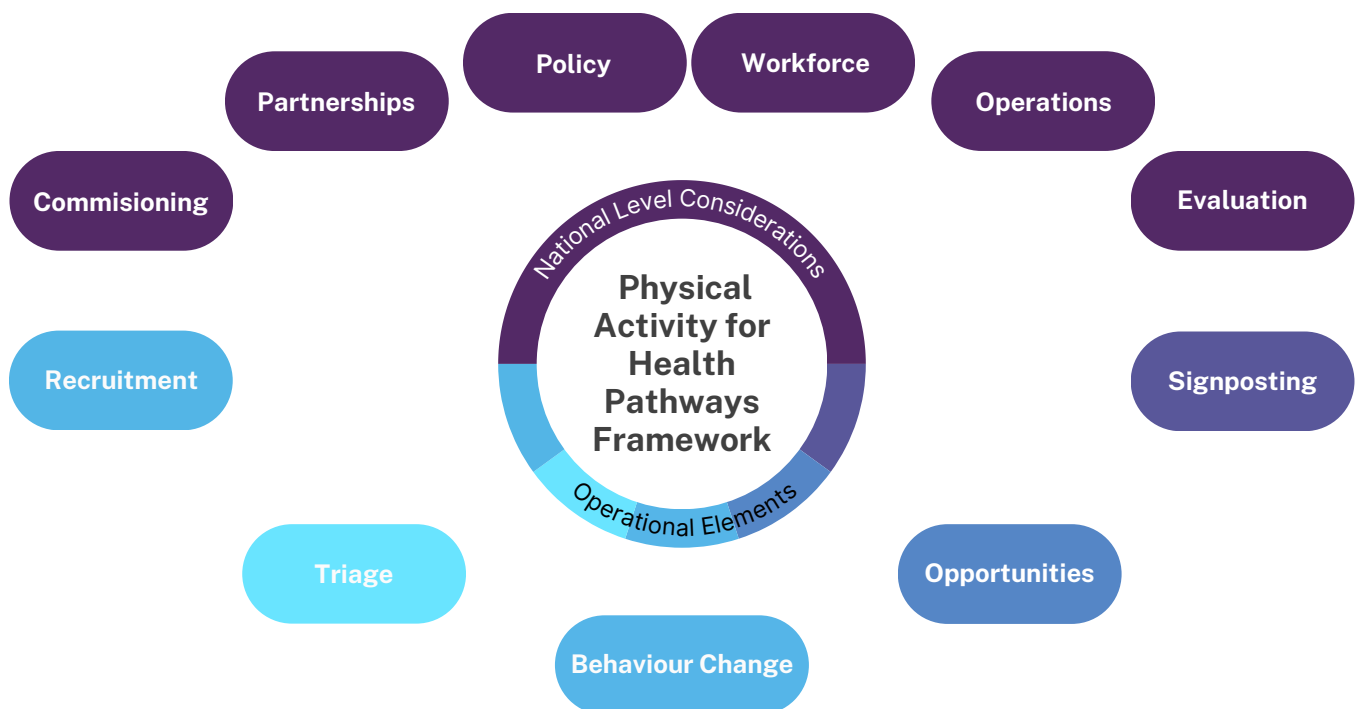 Policy
Workforce
Partnerships
Operations
Commisioning
Evaluation
National Level Considerations
Physical
Activity for
Health
Pathways
Framework
Recruitment
Signposting
Operational Elements
Triage
Opportunities
Behaviour Change